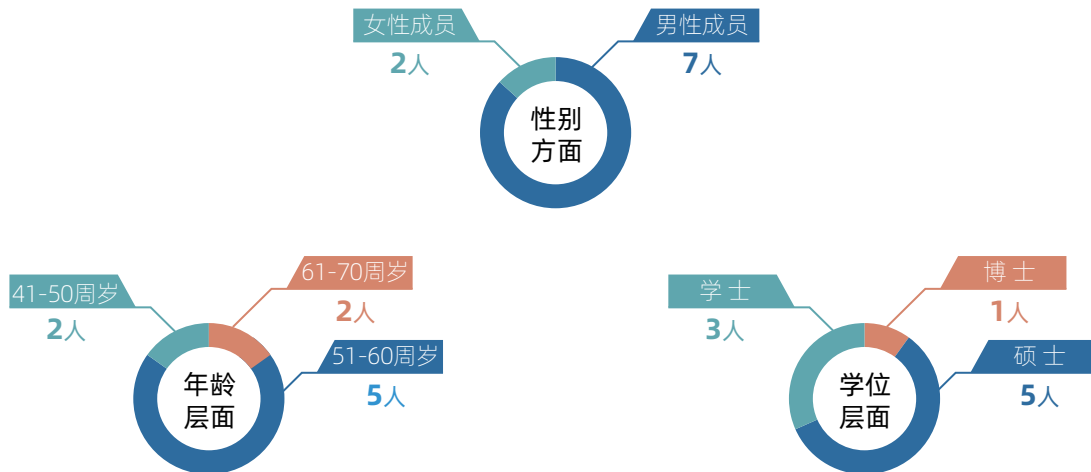 女性成员
2人
男性成员
7人
性别
方面
41-50周岁
2人
61-70周岁
2人
51-60周岁
5人
年龄
层面
学 士
3人
博 士
1人
硕 士
5人
学位
层面